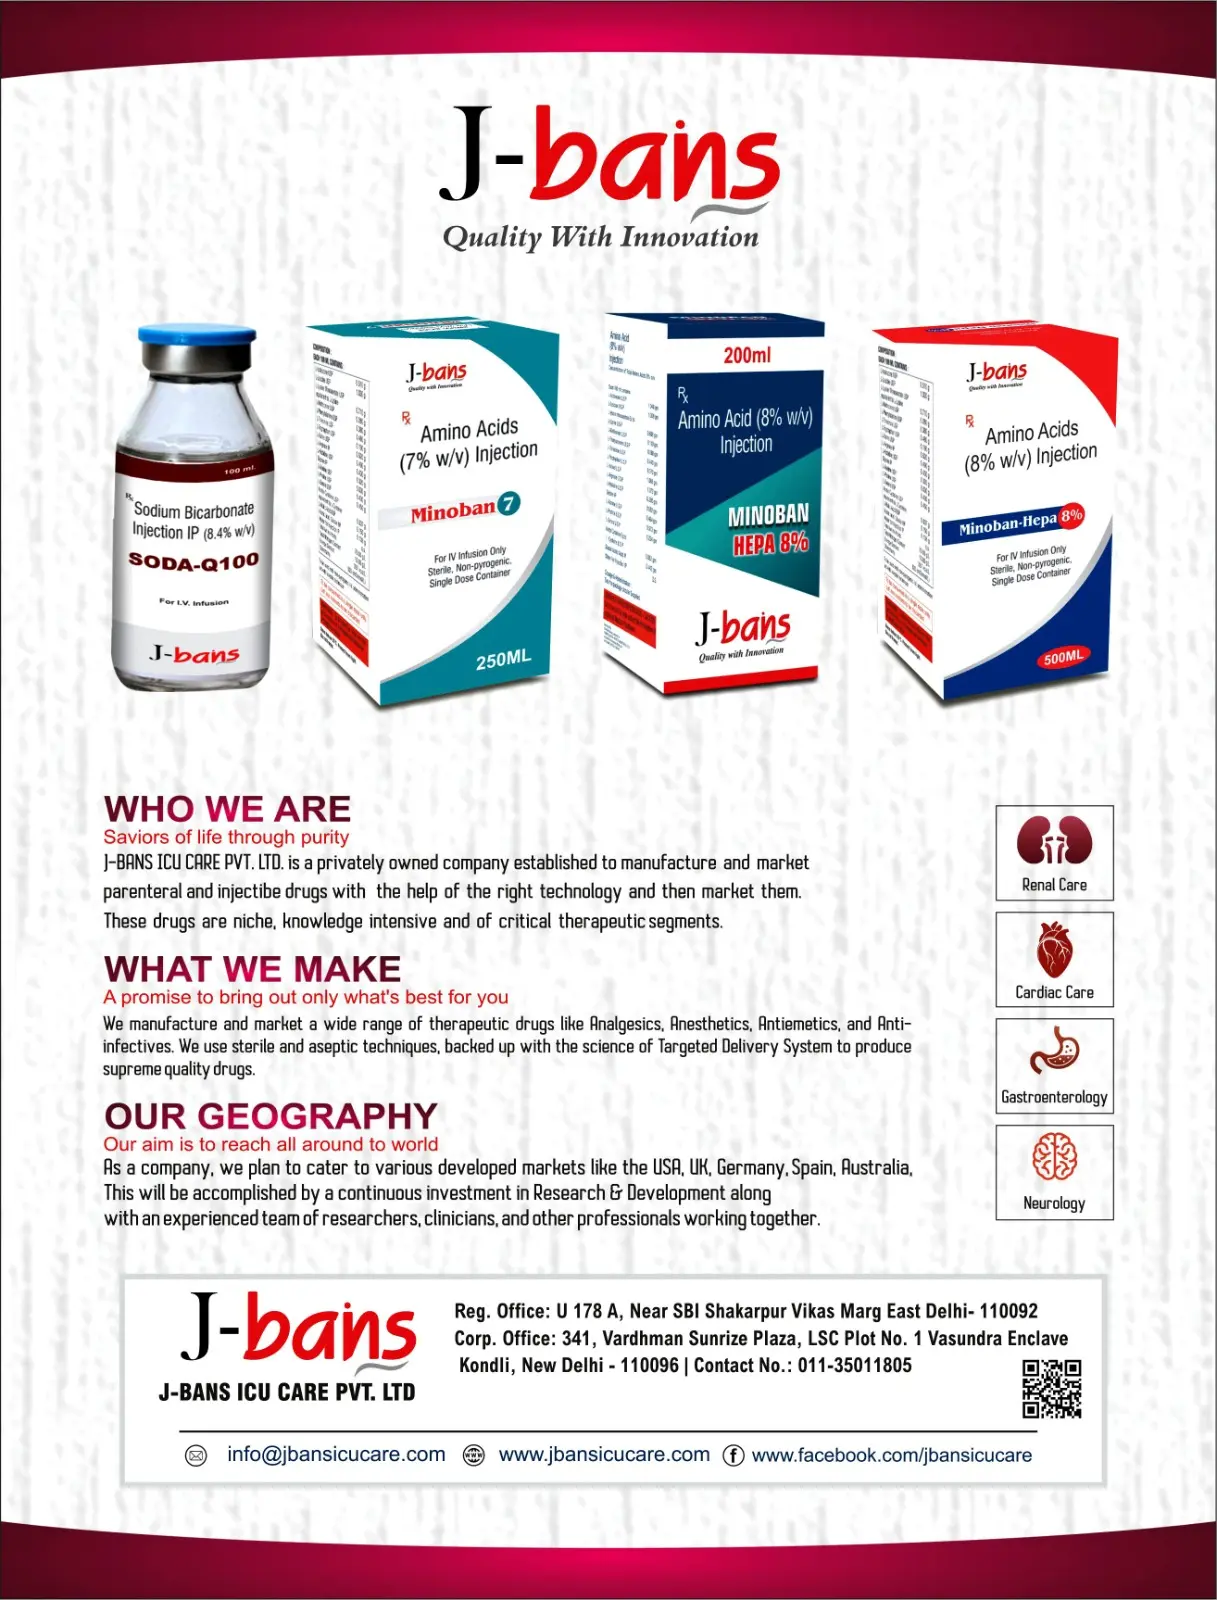 J-bans
Quality With Innovation
100 ml.
Rx
Sodium Bicarbonate
Injection IP (8.4% w/v)
SODA-Q100
For I.V. Infusion
J-bans
J-bans
Quality with Innovation
Rx
Amino Acids
(7% w/v) Injection
Minoban 7
For IV Infusion Only
Sterile, Non-pyrogenic,
Single Dose Container
250ML
200ml
Rx
Amino Acid (8% w/v)
Injection
MINOBAN
HEPA 8%
J-bans
Quality with Innovation
J-bans
Quality with Innovation
Rx
Amino Acids
(8% w/v) Injection
Minoban-Hepa 8%
For IV Infusion Only
Sterile, Non-pyrogenic,
Single Dose Container
500ML
WHO WE ARE
Saviors of life through purity
J-BANS ICU CARE PVT. LTD. is a privately owned company established to manufacture and market
parenteral and injectibe drugs with the help of the right technology and then market them.
These drugs are niche, knowledge intensive and of critical therapeutic segments.
WHAT WE MAKE
A promise to bring out only what's best for you
We manufacture and market a wide range of therapeutic drugs like Analgesics, Anesthetics, Antiemetics, and Anti-
infectives. We use sterile and aseptic techniques, backed up with the science of Targeted Delivery System to produce
supreme quality drugs.
OUR GEOGRAPHY
Our aim is to reach all around to world
As a company, we plan to cater to various developed markets like the USA, UK, Germany, Spain, Australia,
This will be accomplished by a continuous investment in Research & Development along
with an experienced team of researchers, clinicians, and other professionals working together.
Renal Care
Cardiac Care
Gastroenterology
Neurology
J-bans
J-BANS ICU CARE PVT. LTD
Reg. Office: U 178 A, Near SBI Shakarpur Vikas Marg East Delhi- 110092
Corp. Office: 341, Vardhman Sunrize Plaza, LSC Plot No. 1 Vasundra Enclave
Kondli, New Delhi - 110096 | Contact No.: 011-35011805
info@jbansicucare.com www.jbansicucare.com www.facebook.com/jbansicucare